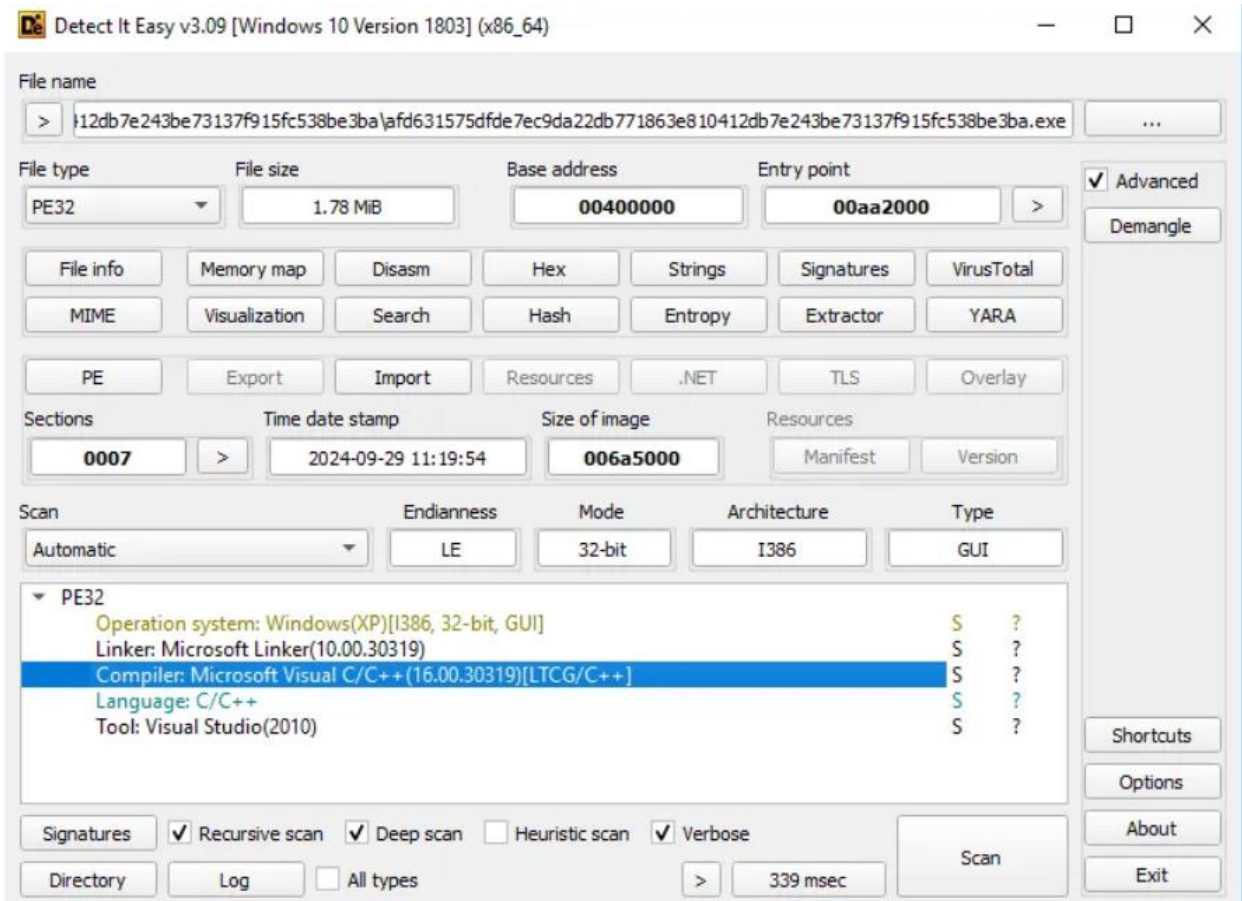 Detect It Easy v3.09 [Windows 10 Version 1803] (x86_64)
File name
> 412db7e243be73137f915fc538be3ba\afd631575dfde7ec9da22db771863e810412db7e243be73137f915fc538be3ba.exe ...
File type File size Base address Entry point
PE32 1.78 MiB 00400000 00aa2000 >
Advanced
Demangle
File info Memory map Disasm Hex Strings Signatures VirusTotal
MIME Visualization Search Hash Entropy Extractor YARA
PE Export Import Resources .NET TLS Overlay
Sections Time date stamp Size of image Resources
0007 > 2024-09-29 11:19:54 006a5000 Manifest Version
Scan Endianness Mode Architecture Type
Automatic LE 32-bit I386 GUI
PE32
Operation system: Windows(XP)[I386, 32-bit, GUI] S ?
Linker: Microsoft Linker(10.00.30319) S ?
Compiler: Microsoft Visual C/C++(16.00.30319)[LTCG/C++] S ?
Language: C/C++ S ?
Tool: Visual Studio(2010) S ?
Shortcuts
Options
Signatures Recursive scan Deep scan Heuristic scan Verbose
About
Scan
Directory Log All types > 339 msec
Exit